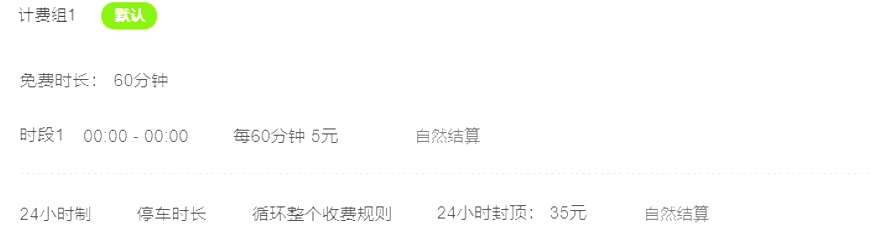 计费组1 默认
免费时长： 60分钟
时段1 00:00 - 00:00 每60分钟 5元 自然结算
24小时制 停车时长 循环整个收费规则 24小时封顶： 35元 自然结算